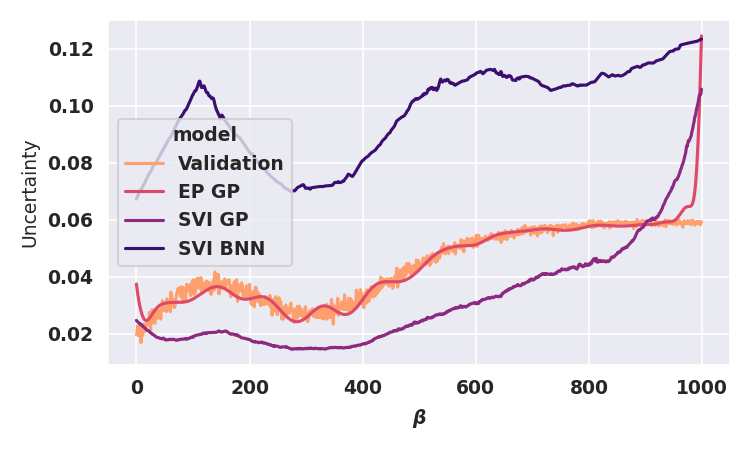 0.12
0.10
0.08
0.06
0.04
0.02
Uncertainty
model
Validation
EP GP
SVI GP
SVI BNN
0 200 400 600 800 1000
β